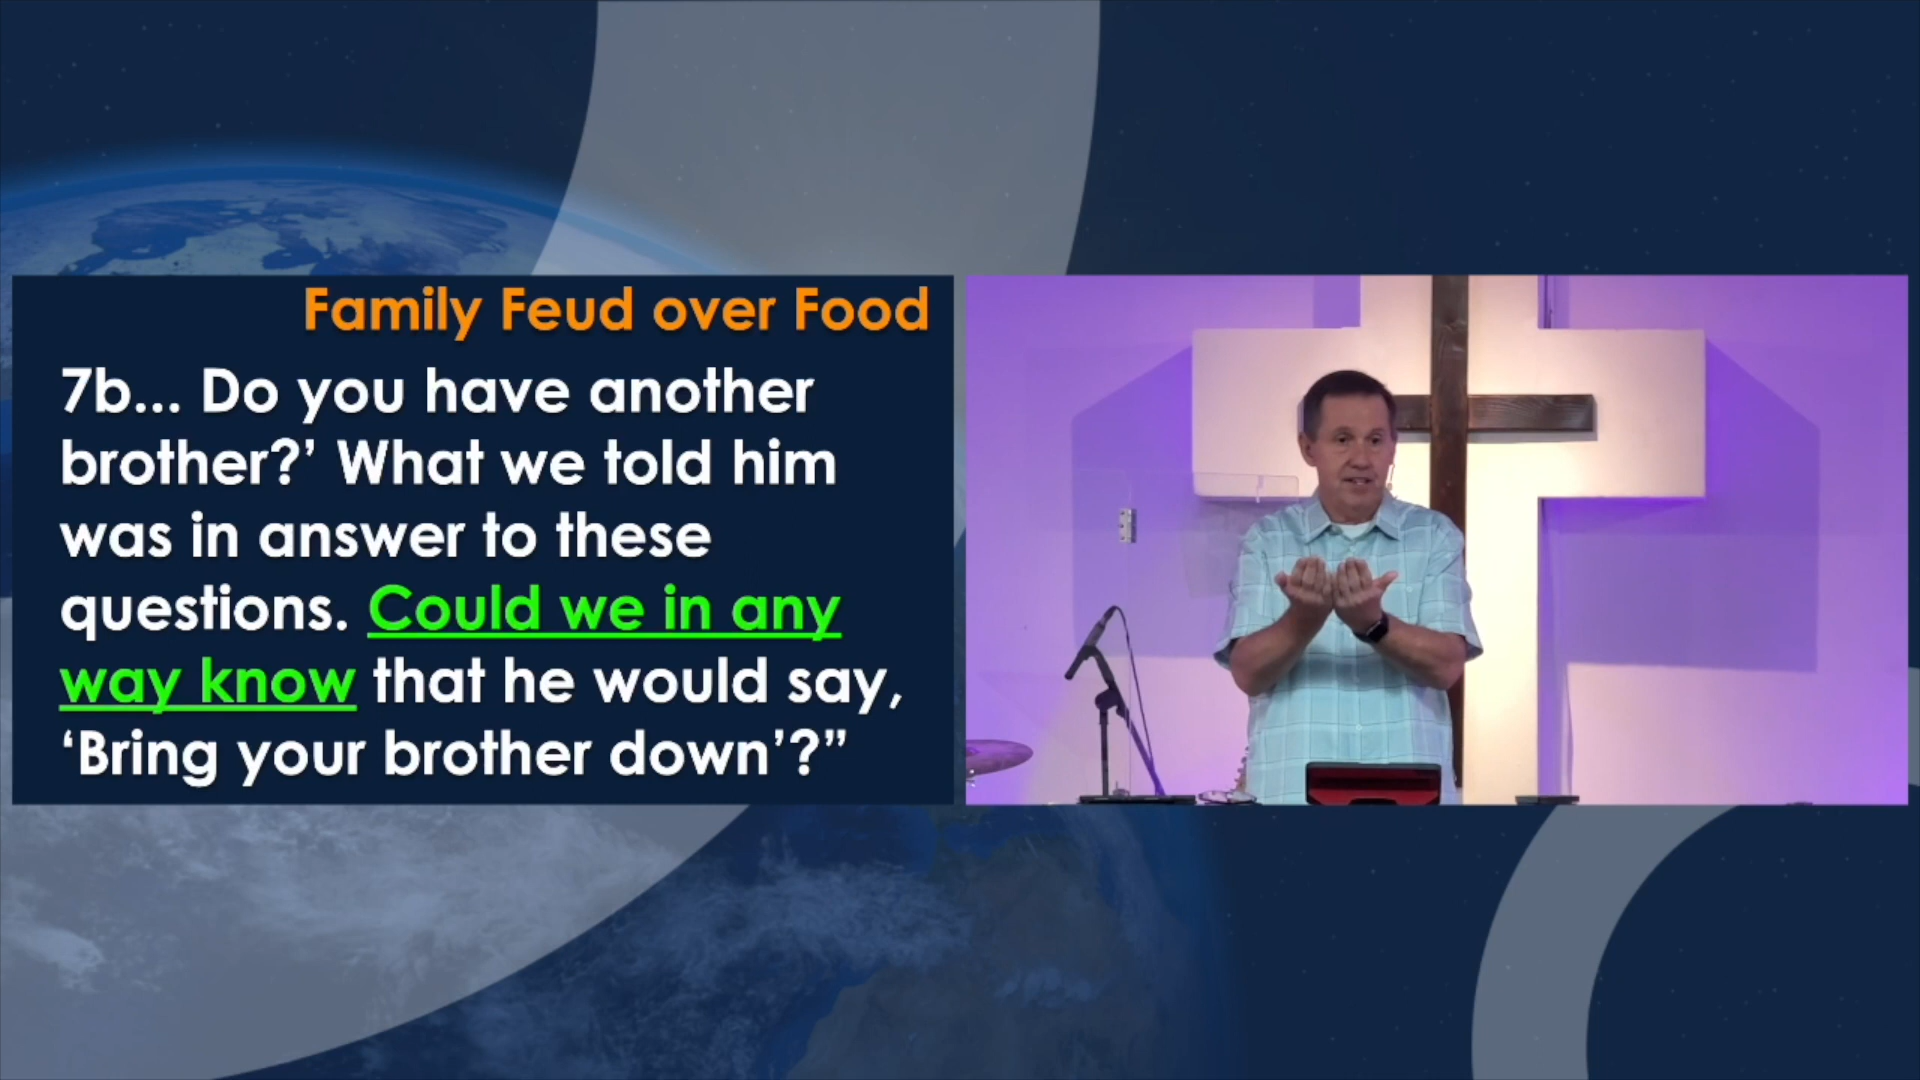 Family Feud over Food
7b... Do you have another
brother?’ What we told him
was in answer to these
questions. Could we in any
way know that he would say,
‘Bring your brother down’?”